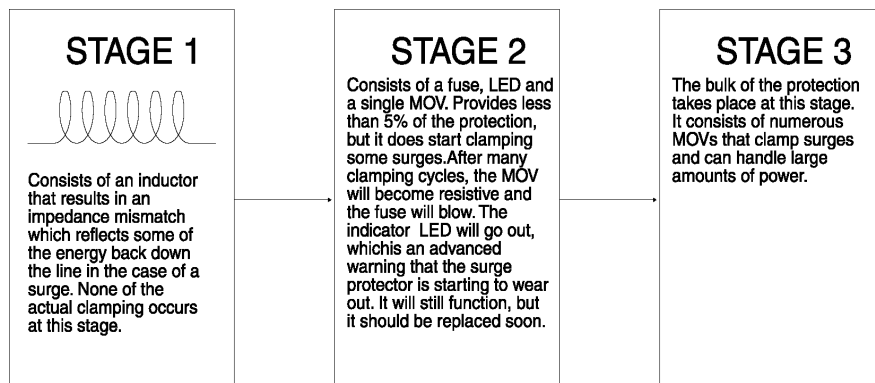 STAGE 1
Consists of an inductor
that results in an
impedance mismatch
which reflects some of
the energy back down
the line in the case of a
surge. None of the
actual clamping occurs
at this stage.
STAGE 2
Consists of a fuse, LED and
a single MOV. Provides less
than 5% of the protection,
but it does start clamping
some surges.After many
clamping cycles, the MOV
will become resistive and
the fuse will blow. The
indicator LED will go out,
whichis an advanced
warning that the surge
protector is starting to wear
out. It will still function, but
it should be replaced soon.
STAGE 3
The bulk of the protection
takes place at this stage.
It consists of numerous
MOVs that clamp surges
and can handle large
amounts of power.